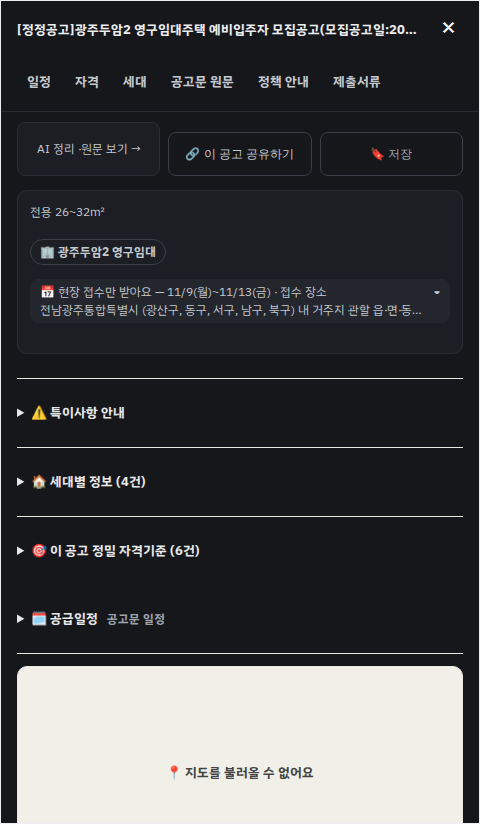 [정정공고]광주두암2 영구임대주택 예비입주자 모집공고(모집공고일:20...
일정 자격 세대 공고문 원문 정책 안내 제출서류
AI 정리 ·원문 보기 →
이 공고 공유하기
저장
전용 26~32m²
광주두암2 영구임대
현장 접수만 받아요 — 11/9(월)~11/13(금) · 접수 장소
전남광주통합특별시 (광산구, 동구, 서구, 남구, 북구) 내 거주지 관할 읍·면·동...
특이사항 안내
세대별 정보 (4건)
이 공고 정밀 자격기준 (6건)
공급일정 공고문 일정
지도를 불러올 수 없어요